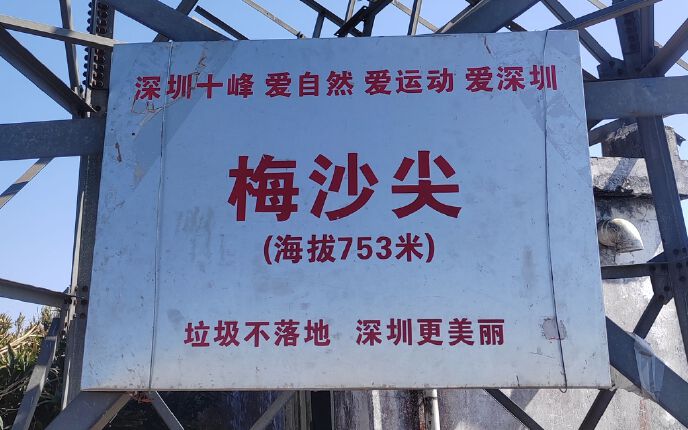 深圳十峰 爱自然 爱运动 爱深圳
梅沙尖
(海拔753米)
垃圾不落地 深圳更美丽